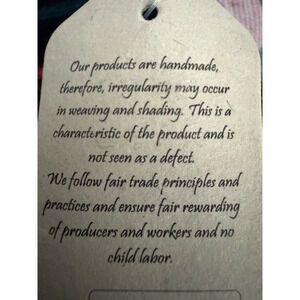 Our products are handmade,
therefore, irregularity may occur
in weaving and shading. This is a
characteristic of the product and is
not seen as a defect.
We follow fair trade principles and
practices and ensure fair rewarding
of producers and workers and no
child labor.